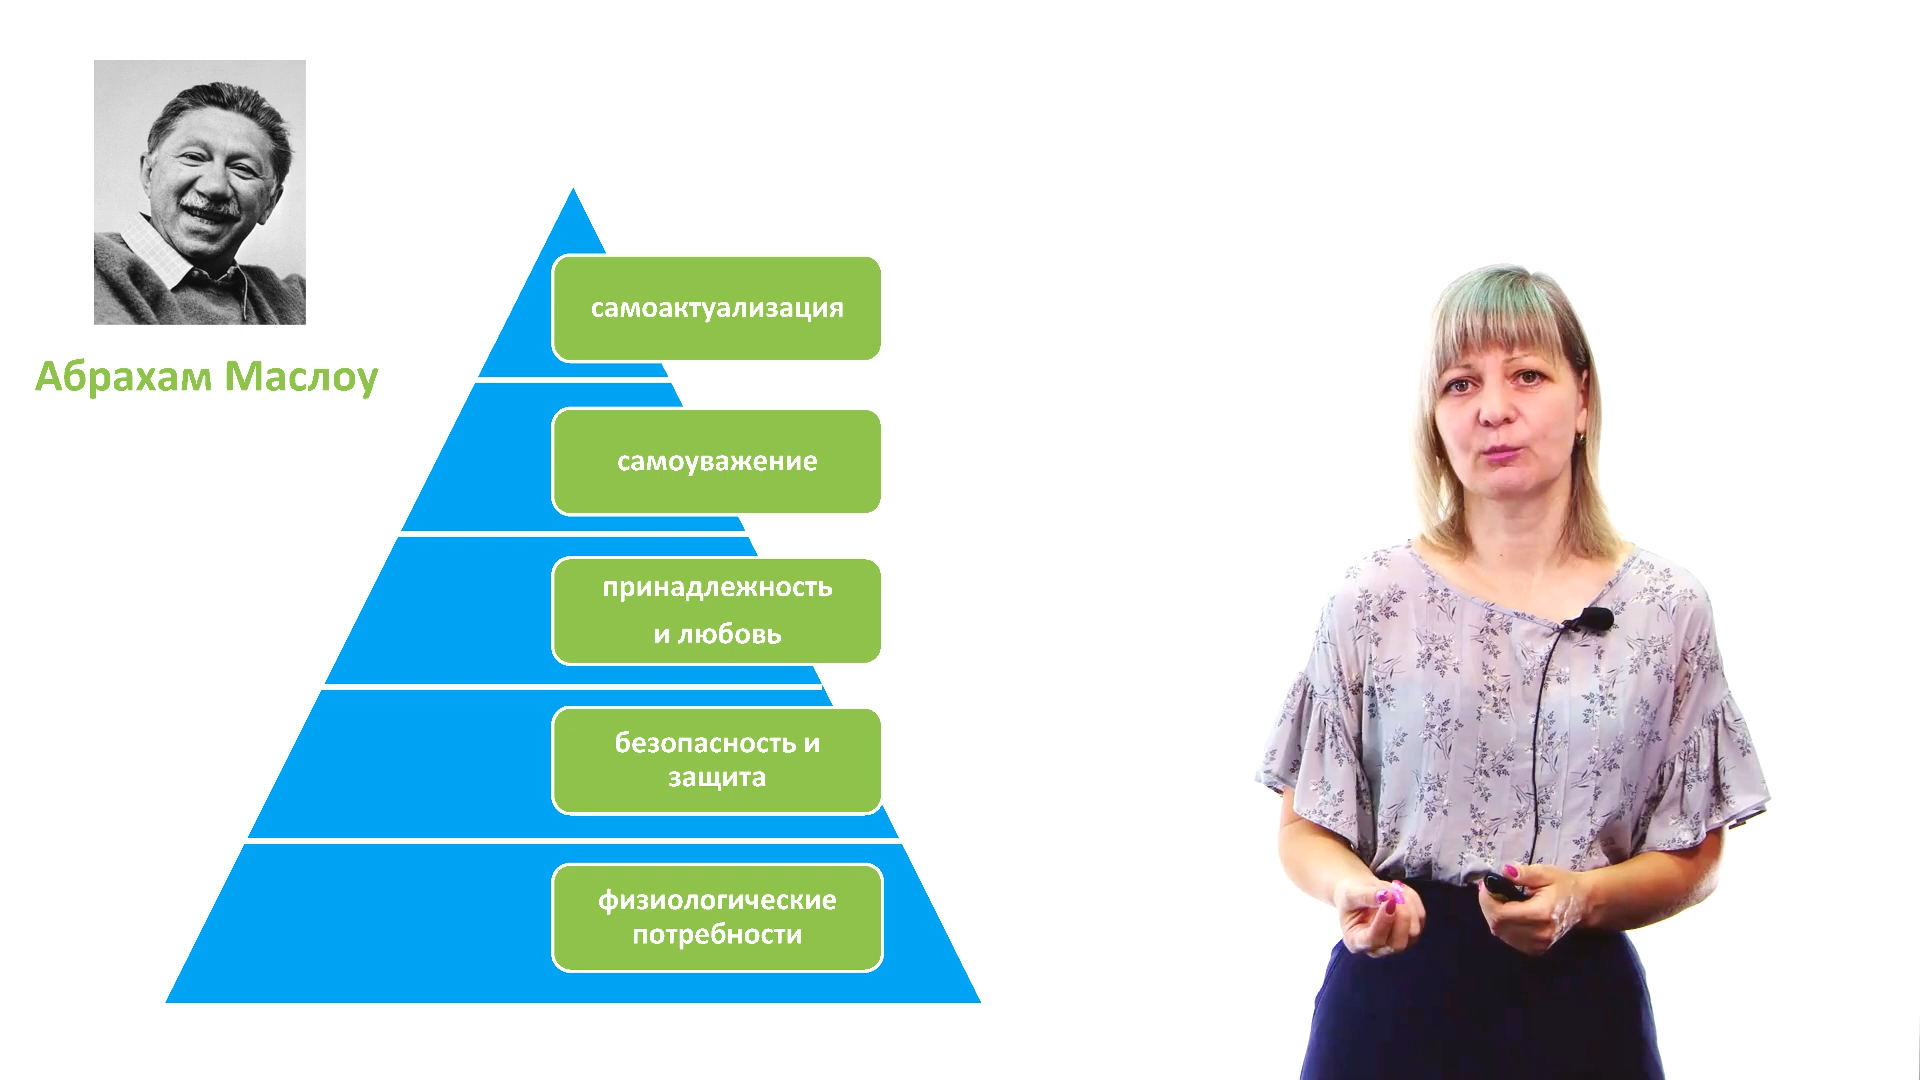 Абрахам Маслоу
самоактуализация
самоуважение
принадлежность
и любовь
безопасность и
защита
физиологические
потребности